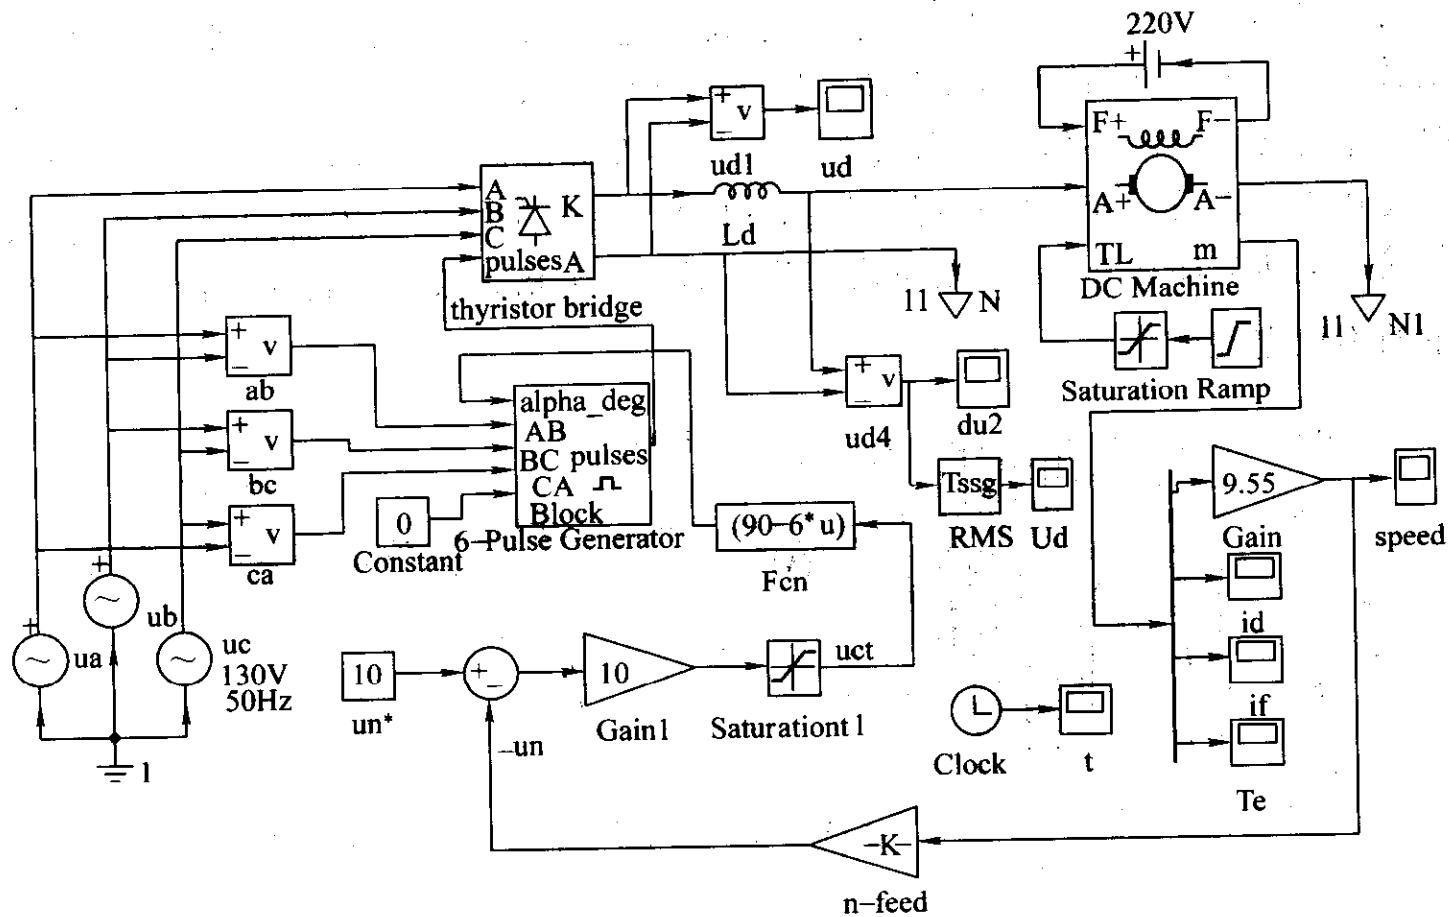 220V
+
F+ F−
A+ A−
TL m
DC Machine
+
−
v
ud1
ud
A
B
C
pulses
K
A
thyristor bridge
Ld
11
N
11
N1
Saturation Ramp
+
−
v
ab
+
−
v
bc
+
−
v
ca
alpha_deg
AB
BC pulses
CA
Block
6−Pulse Generator
0
Constant
+
−
v
ud4
du2
Tssg
RMS
Ud
(90−6*u)
Fcn
9.55
Gain
speed
id
if
Te
+
ua
+
ub
uc
130V
50Hz
1
10
un*
+
−
−un
10
Gain1
Saturationt 1
uct
Clock
t
−K−
n−feed